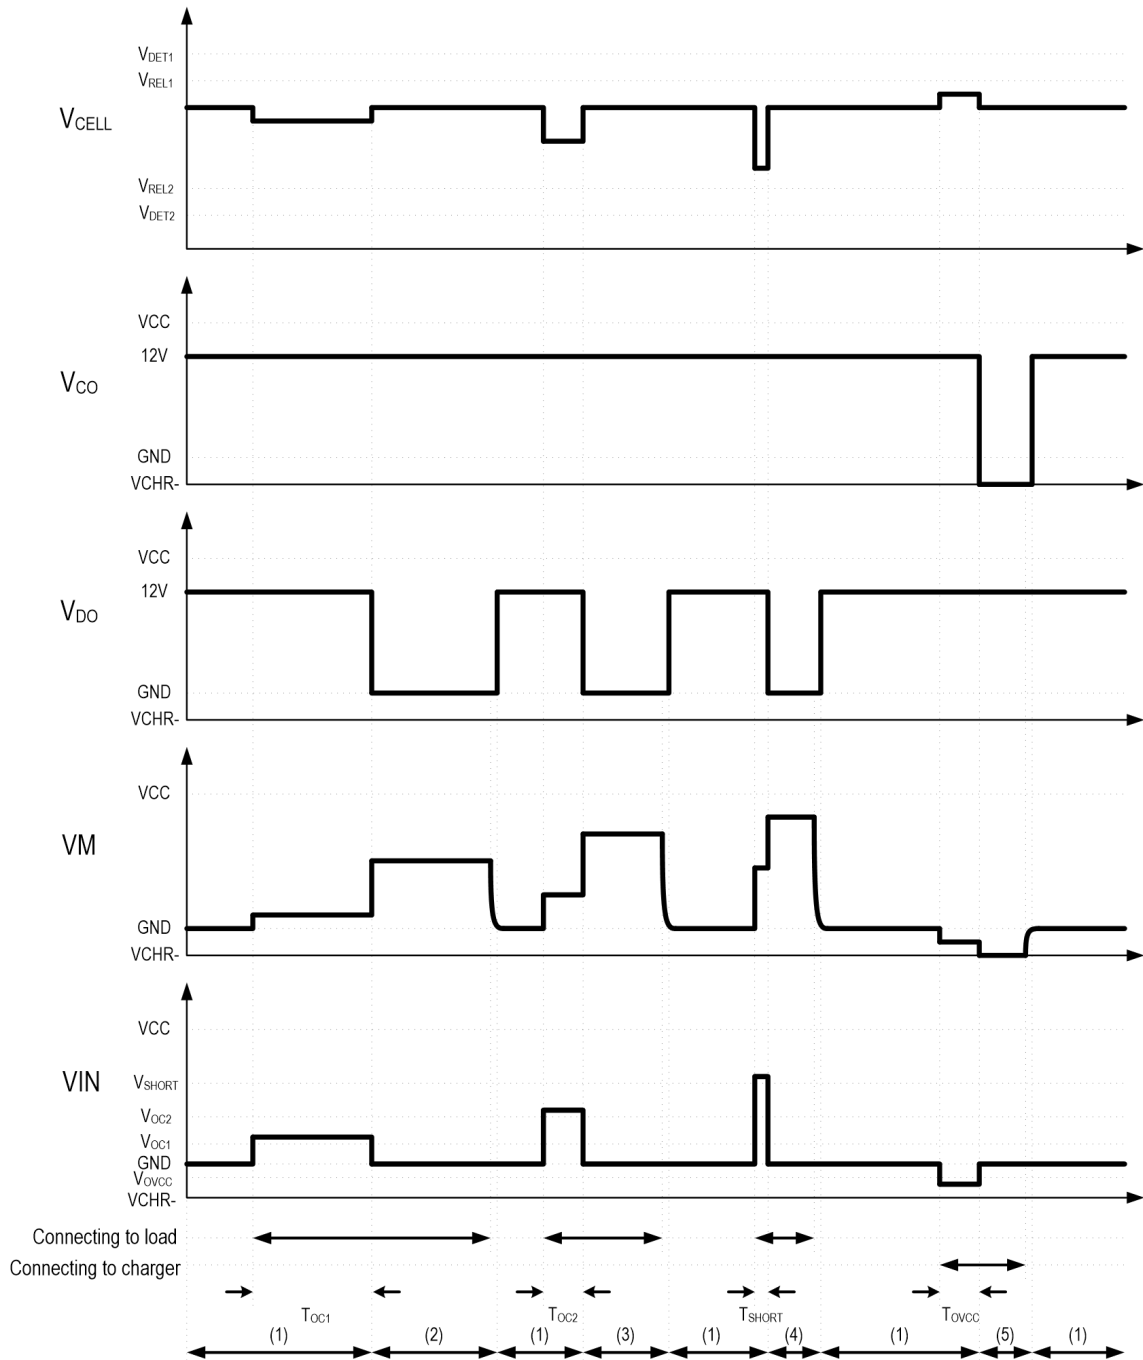 VDET1
VREL1
VCELL
VREL2
VDET2
VCC
12V
VCO
GND
VCHR-
VCC
12V
VDO
GND
VCHR-
VCC
VM
GND
VCHR-
VCC
VIN
VSHORT
VOC2
VOC1
GND
VOVCC
VCHR-
Connecting to load
Connecting to charger
TOC1 TOC2 TSHORT TOVCC
(1) (2) (1) (3) (1) (4) (1) (5) (1)